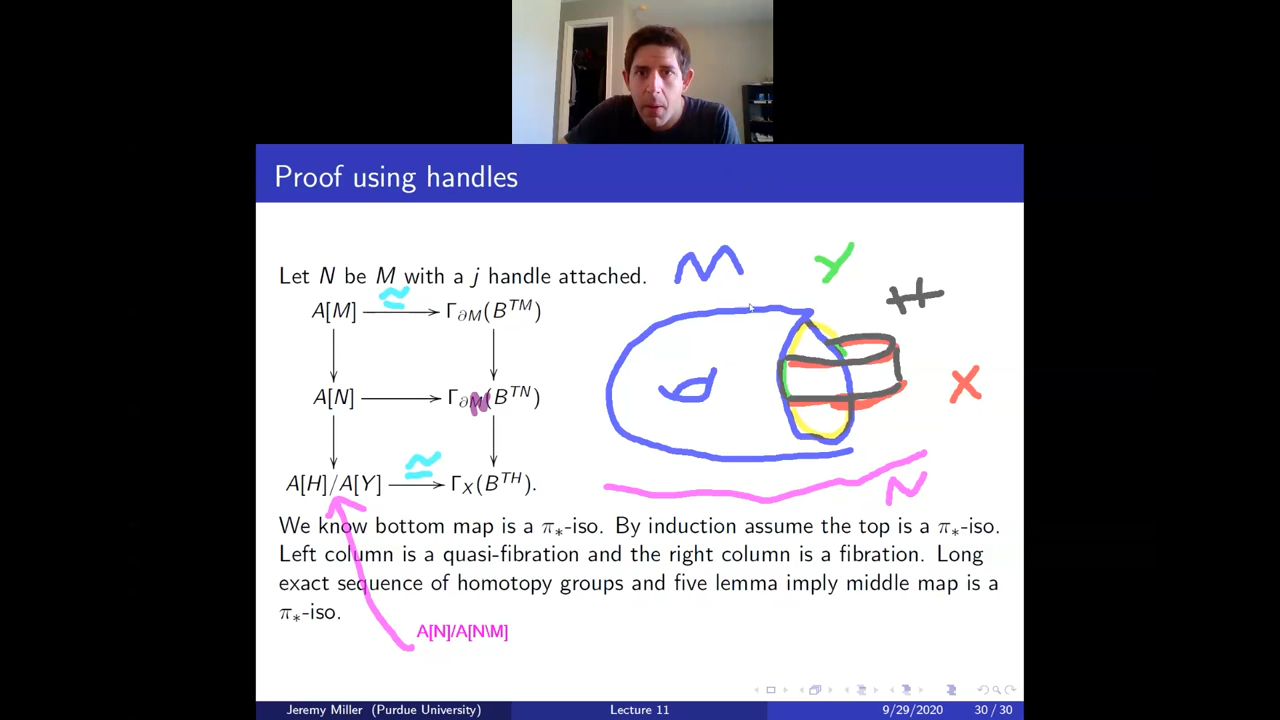 Proof using handles
Let N be M with a j handle attached.
M
Y
H
X
N
≅
A[M] ⟶ Γ∂M(B^TM)
A[N] ⟶ Γ∂N(B^TN)
≅
A[H]/A[Y] ⟶ Γ_X(B^TH).
We know bottom map is a π∗-iso. By induction assume the top is a π∗-iso.
Left column is a quasi-fibration and the right column is a fibration. Long
exact sequence of homotopy groups and five lemma imply middle map is a
π∗-iso.
A[N]/A[N\M]
Jeremy Miller (Purdue University)
Lecture 11
9/29/2020
30 / 30